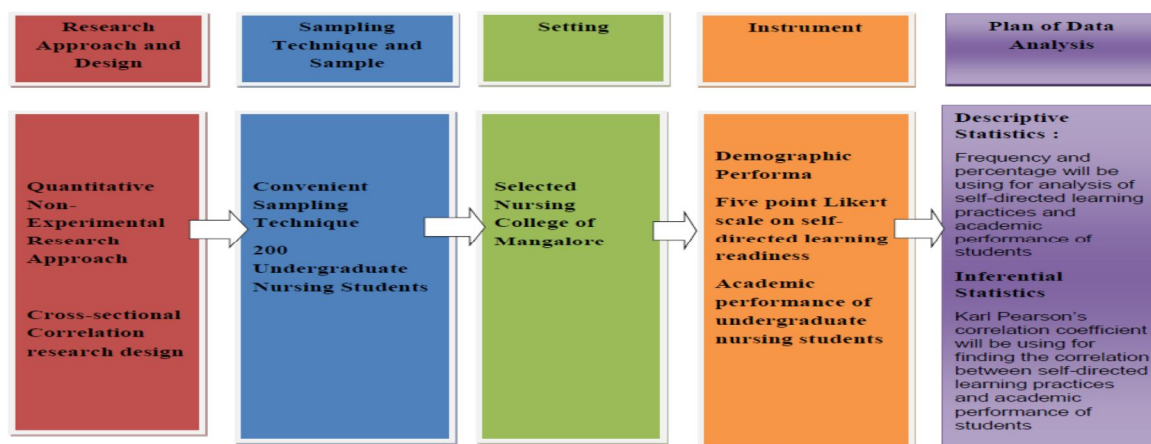 Research
Approach and
Design
Sampling
Technique and
Sample
Setting
Instrument
Plan of Data
Analysis
Quantitative
Non-
Experimental
Research
Approach
Cross-sectional
Correlation
research design
Convenient
Sampling
Technique
200
Undergraduate
Nursing Students
Selected
Nursing
College of
Mangalore
Demographic
Performa
Five point Likert
scale on self-
directed learning
readiness
Academic
performance of
undergraduate
nursing students
Descriptive
Statistics :
Frequency and
percentage will be
using for analysis of
self-directed learning
practices and
academic
performance of
students
Inferential
Statistics
Karl Pearson's
correlation coefficient
will be using for
finding the correlation
between self-directed
learning practices
and academic
performance of
students